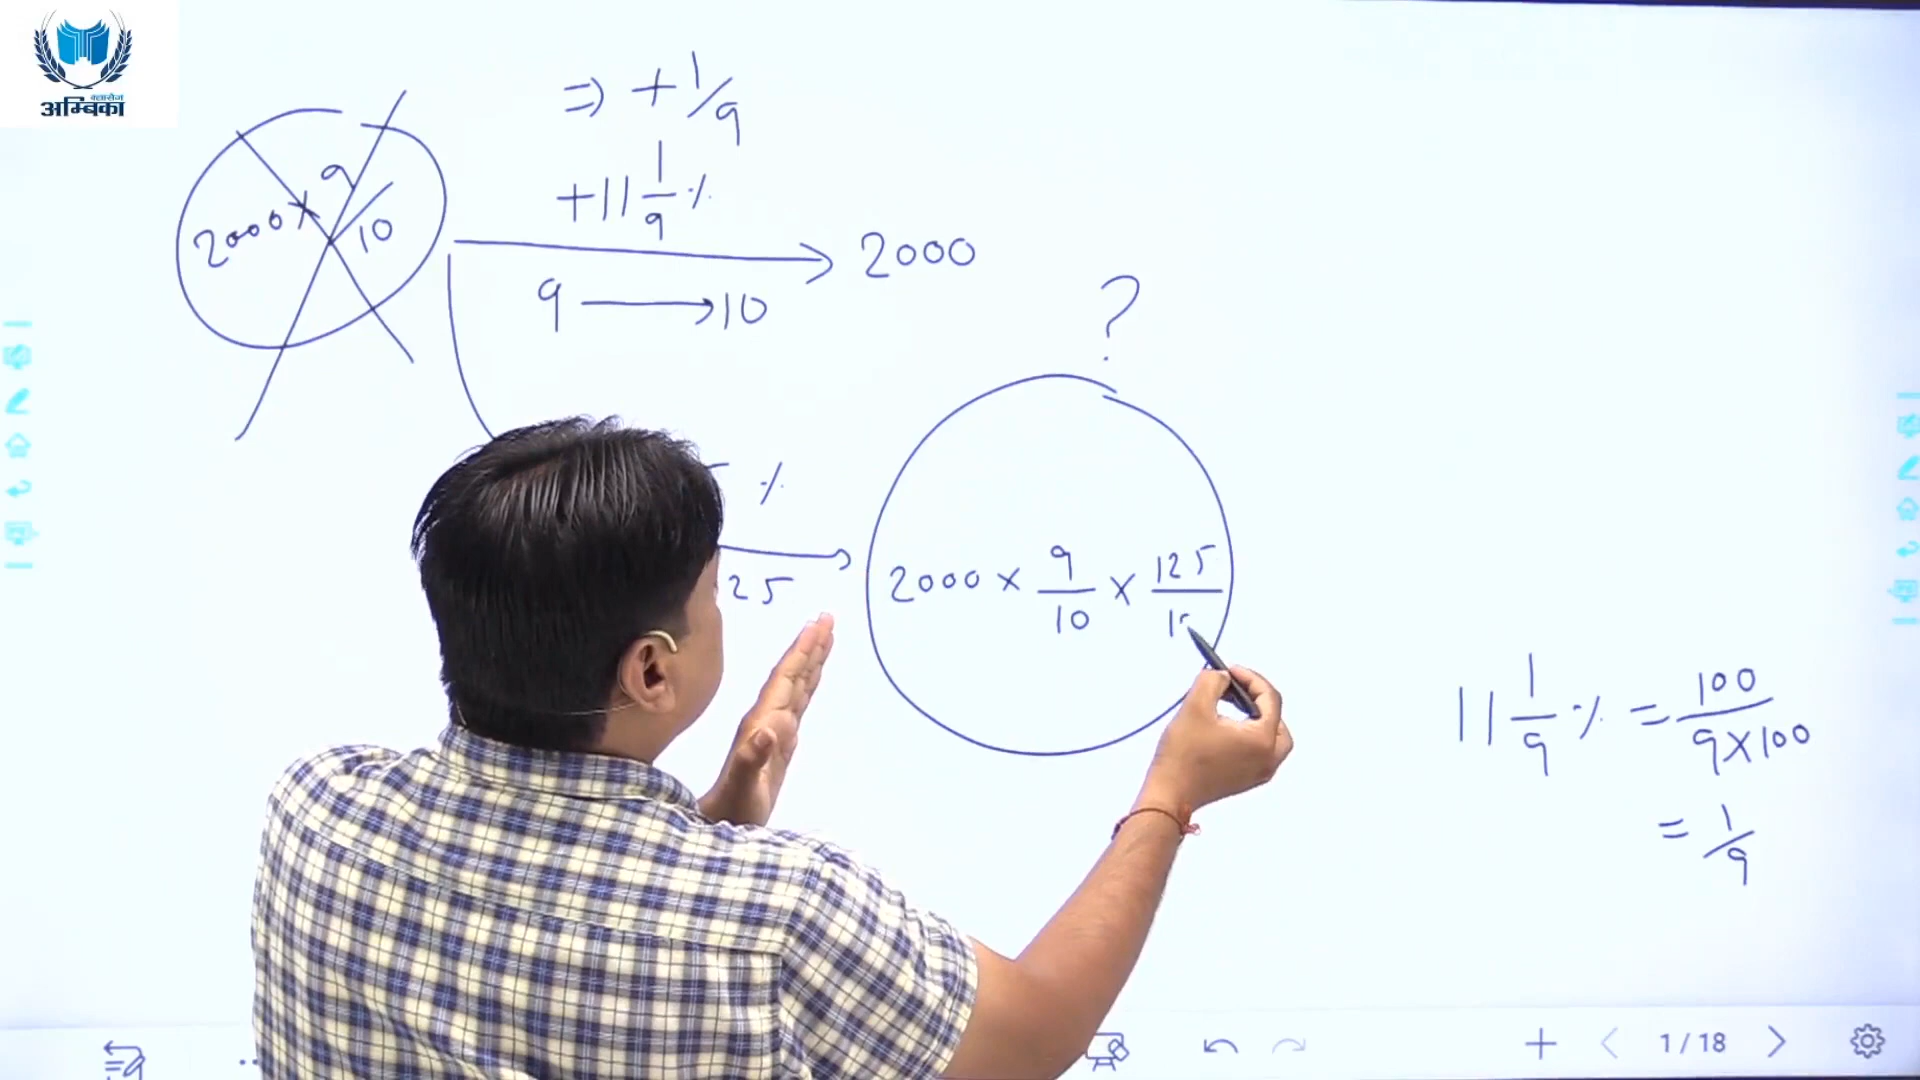 क्लासेज
अम्बिका
⇒ + 1/9
+11 1/9 %
2000 × 9/10
2000
9 → 10
?
%
25
2000 × 9/10 × 125/10
11 1/9 % = 100/9×100
= 1/9
1 / 18